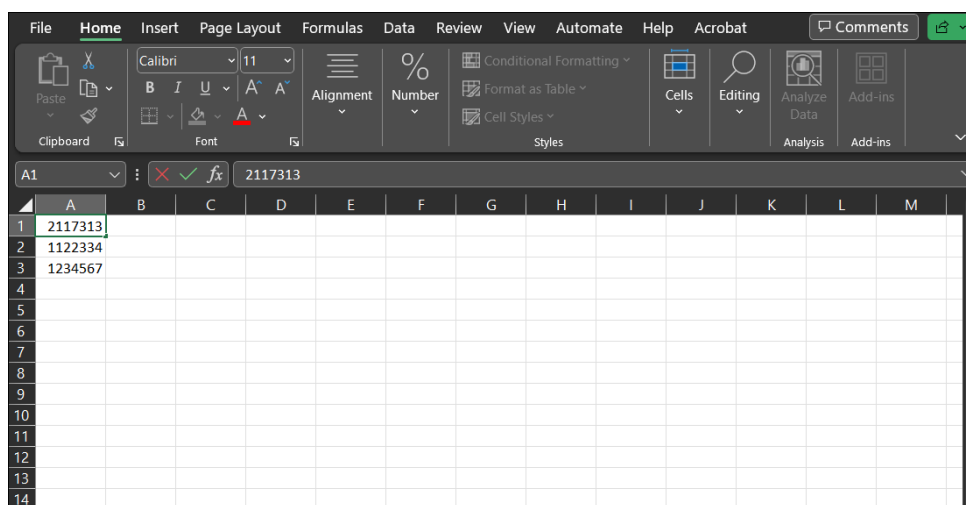 File Home Insert Page Layout Formulas Data Review View Automate Help Acrobat Comments
Calibri 11
Paste B I U A A Alignment Number Conditional Formatting Format as Table Cell Styles Cells Editing Analyze Data Add-ins
Clipboard Font Styles Analysis Add-ins
A1 fx 2117313
A B C D E F G H I J K L M
1 2117313
2 1122334
3 1234567
4
5
6
7
8
9
10
11
12
13
14